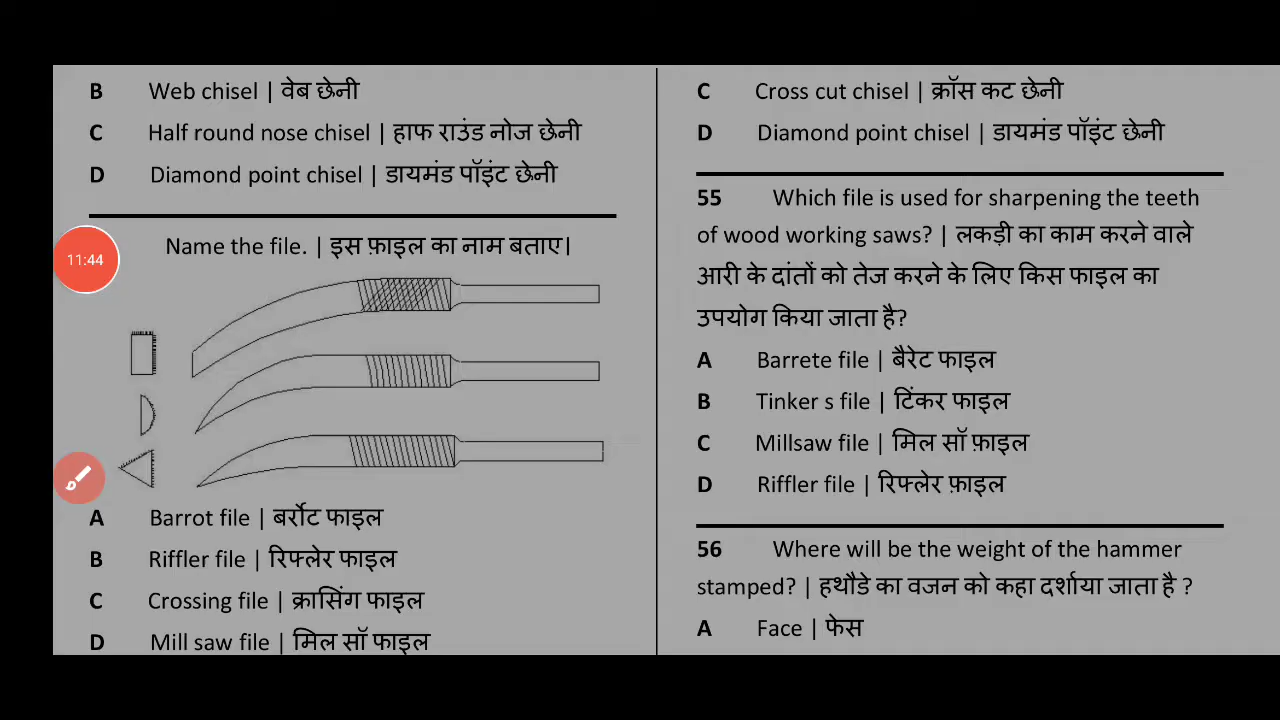 B Web chisel | वेब छेनी
C Half round nose chisel | हाफ राउंड नोज छेनी
D Diamond point chisel | डायमंड पॉइंट छेनी
11:44
Name the file. | इस फ़ाइल का नाम बताए|
A Barrot file | बर्रोट फाइल
B Riffler file | रिफ्लेर फाइल
C Crossing file | क्रासिंग फाइल
D Mill saw file | मिल सॉ फाइल
C Cross cut chisel | क्रॉस कट छेनी
D Diamond point chisel | डायमंड पॉइंट छेनी
55 Which file is used for sharpening the teeth
of wood working saws? | लकड़ी का काम करने वाले
आरी के दांतों को तेज करने के लिए किस फाइल का
उपयोग किया जाता है?
A Barrete file | बैरेट फाइल
B Tinker s file | टिंकर फाइल
C Millsaw file | मिल सॉ फ़ाइल
D Riffler file | रिफ्लेर फ़ाइल
56 Where will be the weight of the hammer
stamped? | हथौडे का वजन को कहा दर्शाया जाता है ?
A Face | फेस